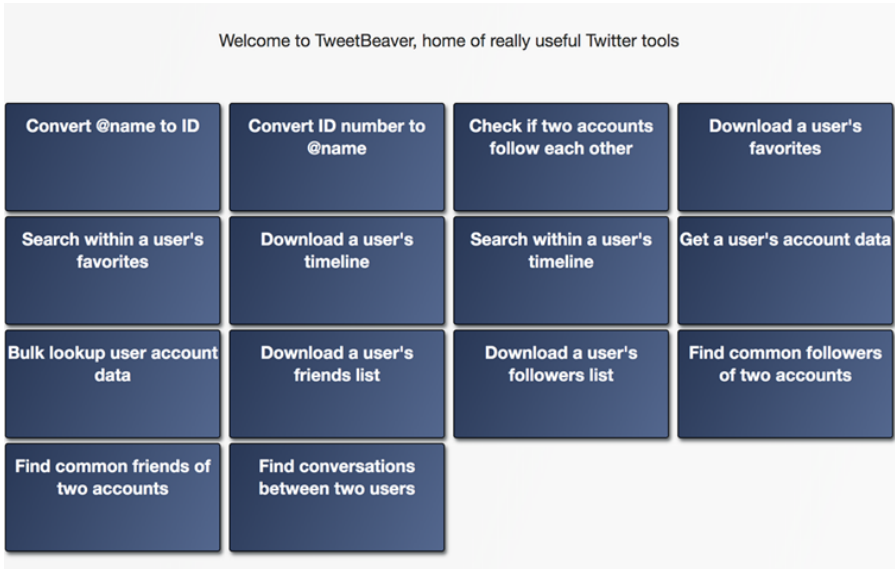 Welcome to TweetBeaver, home of really useful Twitter tools
Convert @name to ID
Convert ID number to
@name
Check if two accounts
follow each other
Download a user's
favorites
Search within a user's
favorites
Download a user's
timeline
Search within a user's
timeline
Get a user's account data
Bulk lookup user account
data
Download a user's
friends list
Download a user's
followers list
Find common followers
of two accounts
Find common friends of
two accounts
Find conversations
between two users